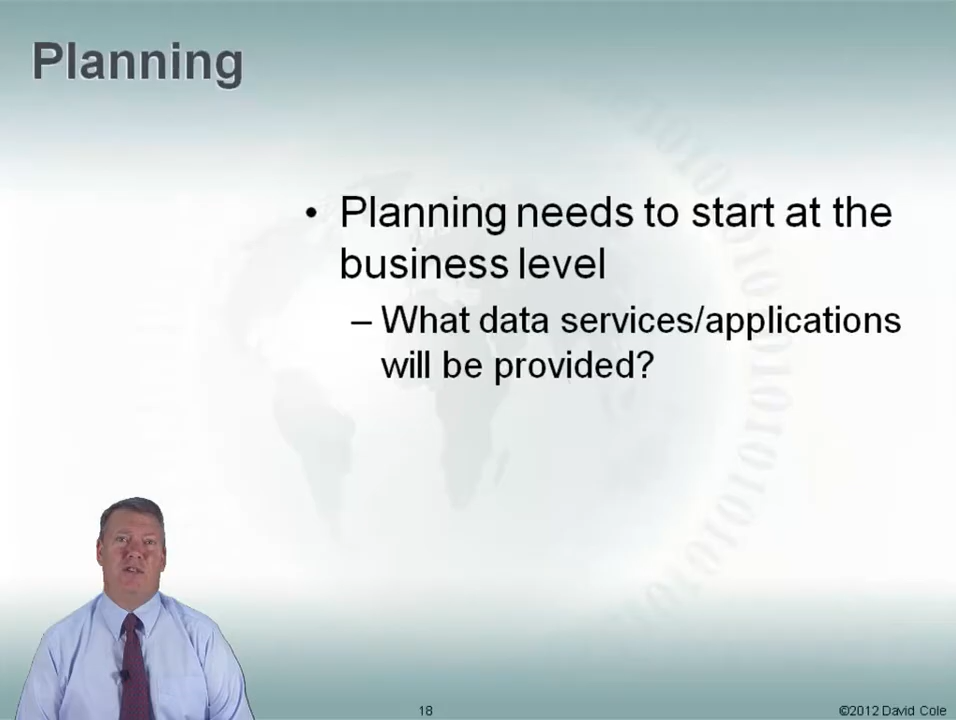 Planning
• Planning needs to start at the
business level
– What data services/applications
will be provided?
18
©2012 David Cole